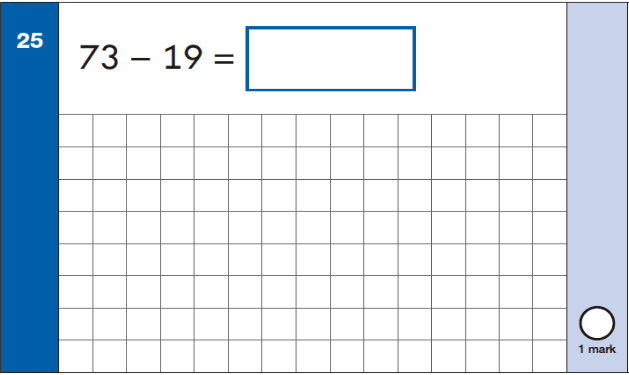 25
73 – 19 =
1 mark